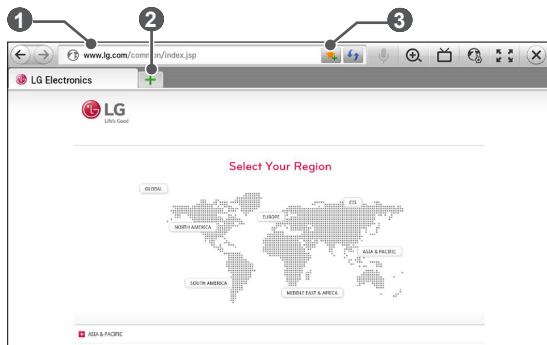 1 2 3
www.lg.com/common/index.jsp
LG Electronics
LG
Life's Good
Select Your Region
GLOBAL
CIS
EUROPE
NORTH AMERICA
ASIA & PACIFIC
SOUTH AMERICA
MIDDLE EAST & AFRICA
ASIA & PACIFIC